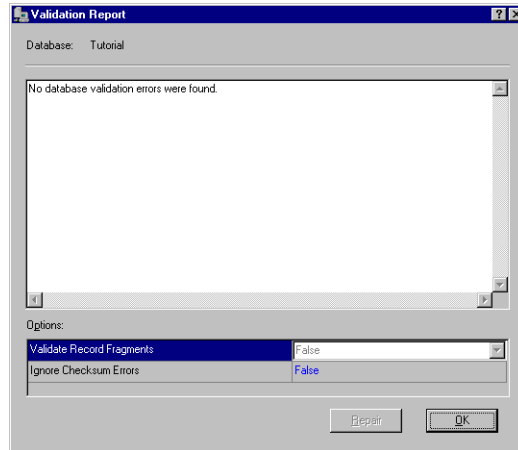 Validation Report
Database: Tutorial
No database validation errors were found.
Options:
Validate Record Fragments False
Ignore Checksum Errors False
Repair OK